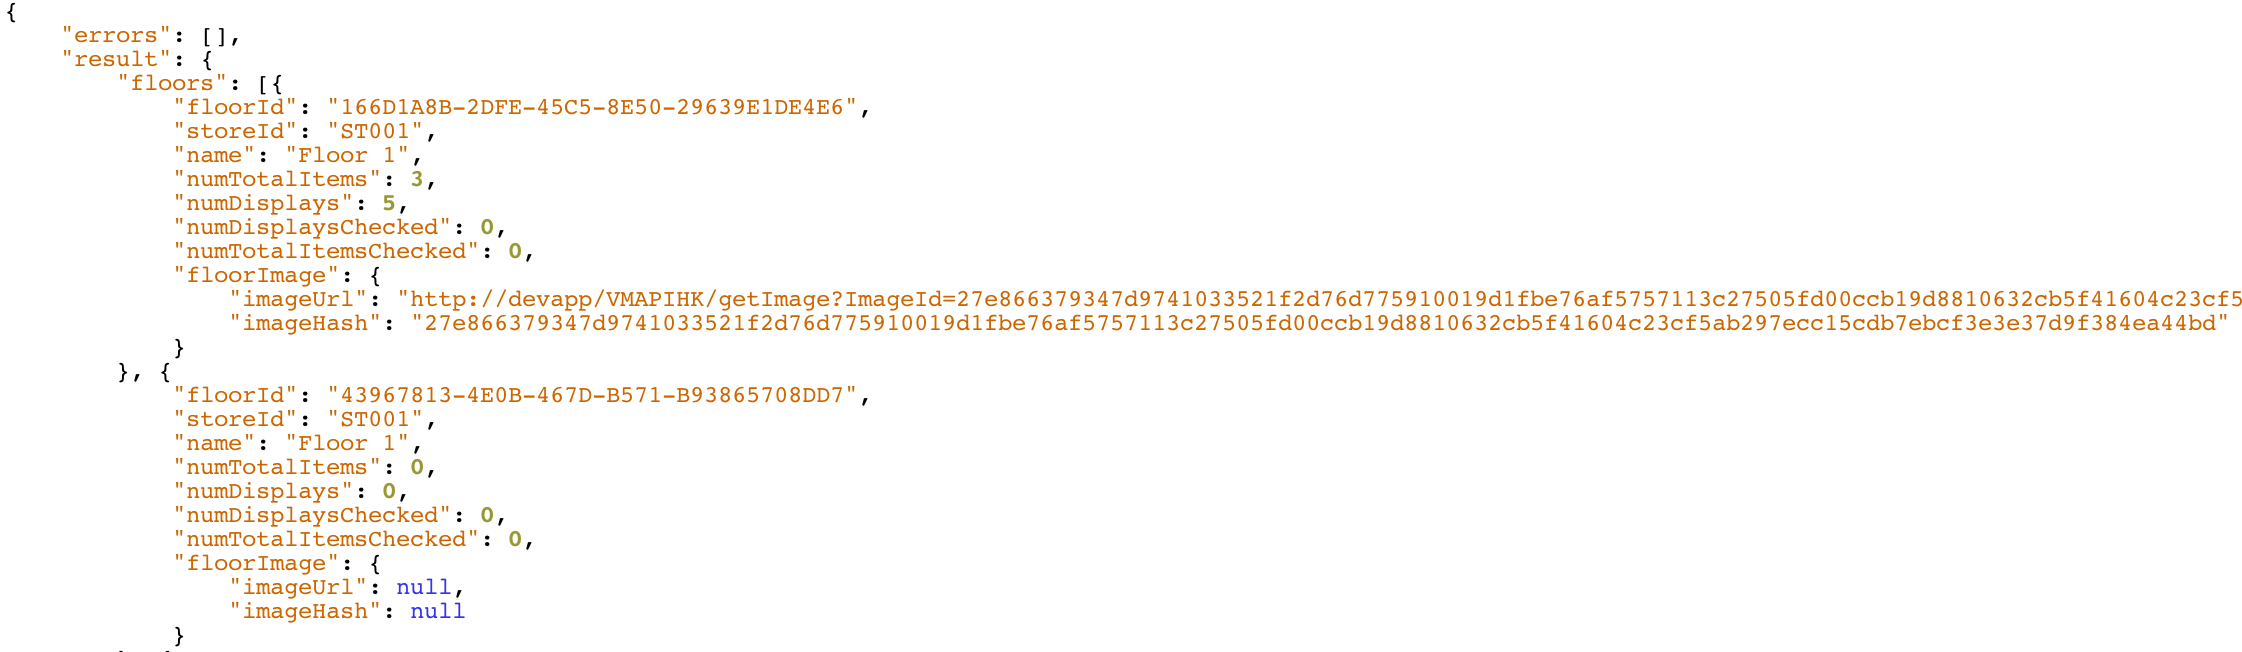 {
    "errors": [],
    "result": {
        "floors": [{
            "floorId": "166D1A8B-2DFE-45C5-8E50-29639E1DE4E6",
            "storeId": "ST001",
            "name": "Floor 1",
            "numTotalItems": 3,
            "numDisplays": 5,
            "numDisplaysChecked": 0,
            "numTotalItemsChecked": 0,
            "floorImage": {
                "imageUrl": "http://devapp/VMAPIHK/getImage?ImageId=27e866379347d9741033521f2d76d775910019d1fbe76af5757113c27505fd00ccb19d8810632cb5f41604c23cf5
                "imageHash": "27e866379347d9741033521f2d76d775910019d1fbe76af5757113c27505fd00ccb19d8810632cb5f41604c23cf5ab297ecc15cdb7ebcf3e3e37d9f384ea44bd"
            }
        }, {
            "floorId": "43967813-4E0B-467D-B571-B93865708DD7",
            "storeId": "ST001",
            "name": "Floor 1",
            "numTotalItems": 0,
            "numDisplays": 0,
            "numDisplaysChecked": 0,
            "numTotalItemsChecked": 0,
            "floorImage": {
                "imageUrl": null,
                "imageHash": null
            }